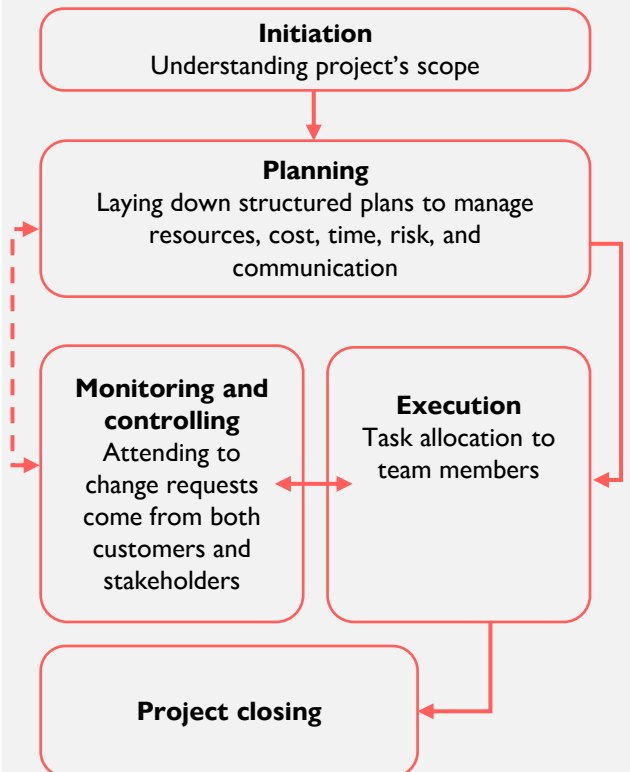 Initiation
Understanding project’s scope
Planning
Laying down structured plans to manage
resources, cost, time, risk, and
communication
Monitoring and
controlling
Attending to
change requests
come from both
customers and
stakeholders
Execution
Task allocation to
team members
Project closing